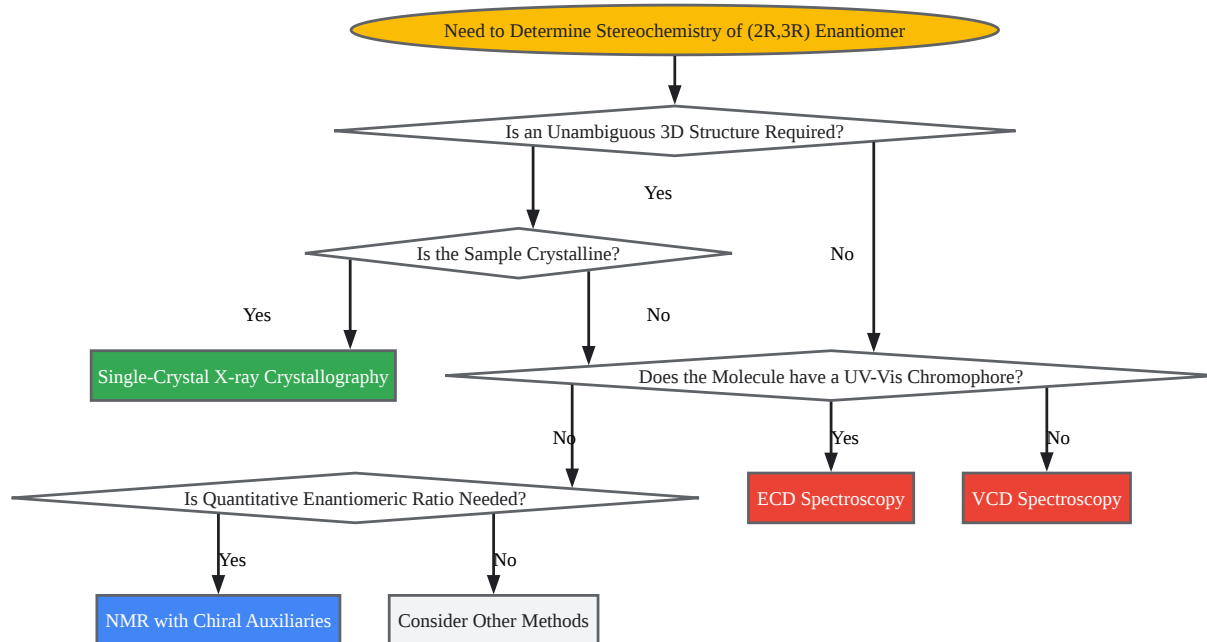 Need to Determine Stereochemistry of (2R,3R) Enantiomer
Is an Unambiguous 3D Structure Required?
Yes
Is the Sample Crystalline?
No
Yes
No
Single-Crystal X-ray Crystallography
Does the Molecule have a UV-Vis Chromophore?
No
Yes
No
Is Quantitative Enantiomeric Ratio Needed?
ECD Spectroscopy
VCD Spectroscopy
Yes
No
NMR with Chiral Auxiliaries
Consider Other Methods